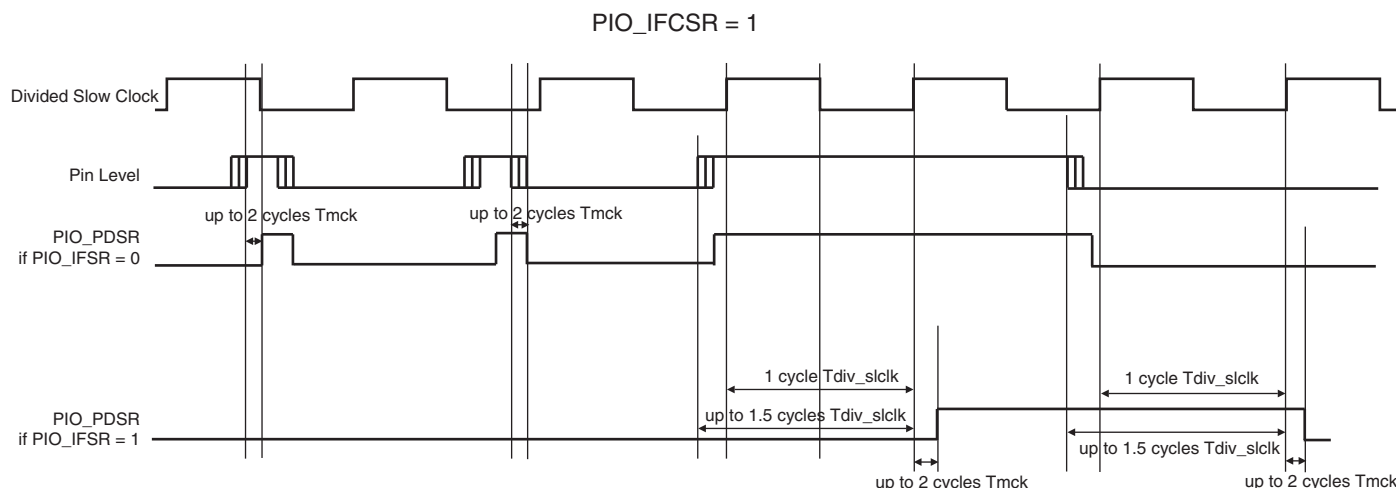 PIO_IFCSR = 1
Divided Slow Clock
Pin Level
up to 2 cycles Tmck
up to 2 cycles Tmck
PIO_PDSR
if PIO_IFSR = 0
1 cycle Tdiv_slclk
1 cycle Tdiv_slclk
PIO_PDSR
if PIO_IFSR = 1
up to 1.5 cycles Tdiv_slclk
up to 1.5 cycles Tdiv_slclk
up to 2 cycles Tmck
up to 2 cycles Tmck